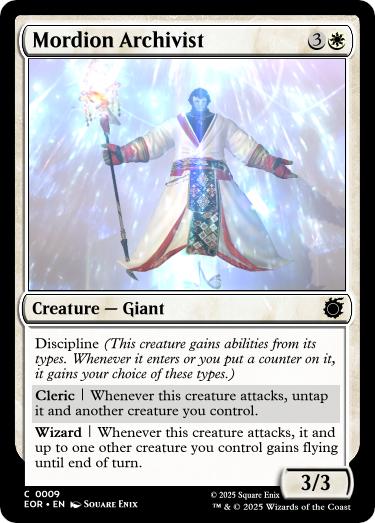 Mordion Archivist 3
Creature — Giant
Discipline (This creature gains abilities from its
types. Whenever it enters or you put a counter on it,
it gains your choice of these types.)
Cleric | Whenever this creature attacks, untap
it and another creature you control.
Wizard | Whenever this creature attacks, it and
up to one other creature you control gains flying
until end of turn.
3/3
C 0009
EOR • EN SQUARE ENIX
© 2025 Square Enix
™ & © 2025 Wizards of the Coast